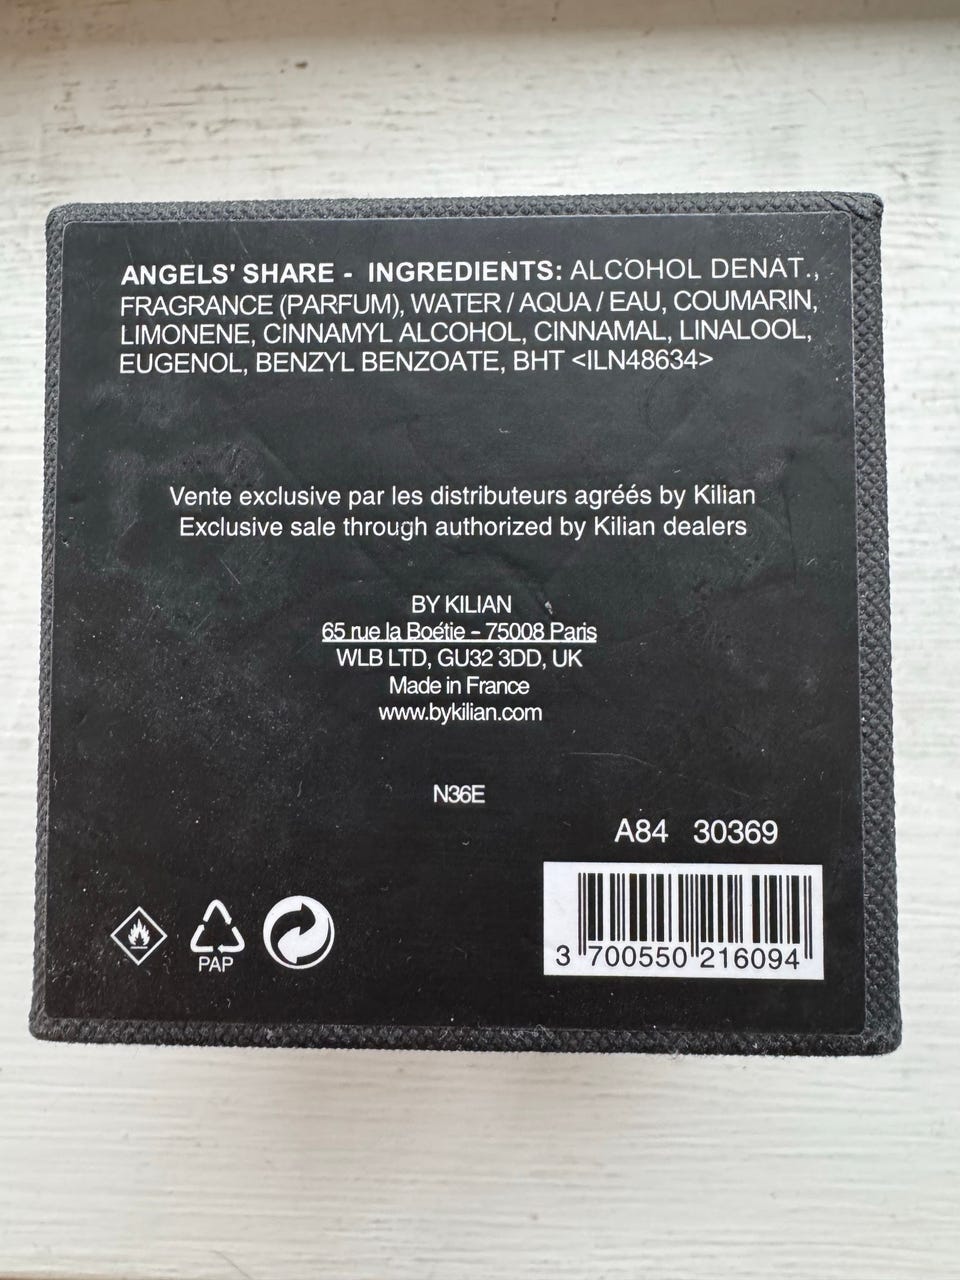 ANGELS' SHARE - INGREDIENTS: ALCOHOL DENAT.,
FRAGRANCE (PARFUM), WATER / AQUA / EAU, COUMARIN,
LIMONENE, CINNAMYL ALCOHOL, CINNAMAL, LINALOOL,
EUGENOL, BENZYL BENZOATE, BHT <ILN48634>
Vente exclusive par les distributeurs agréés by Kilian
Exclusive sale through authorized by Kilian dealers
BY KILIAN
65 rue la Boétie - 75008 Paris
WLB LTD, GU32 3DD, UK
Made in France
www.bykilian.com
N36E
A84 30369
PAP
3 700550 216094